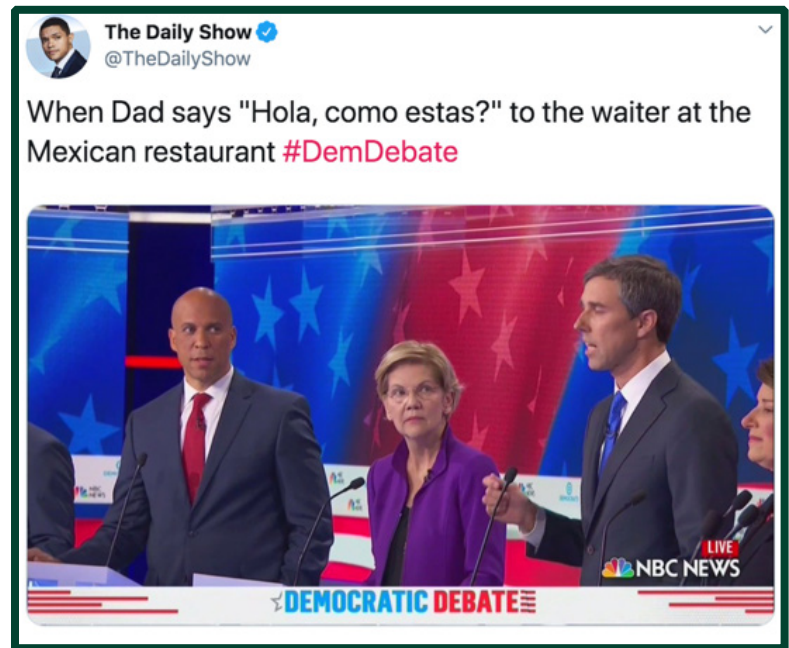 The Daily Show
@TheDailyShow
When Dad says "Hola, como estas?" to the waiter at the
Mexican restaurant #DemDebate
LIVE
NBC NEWS
DEMOCRATIC DEBATE